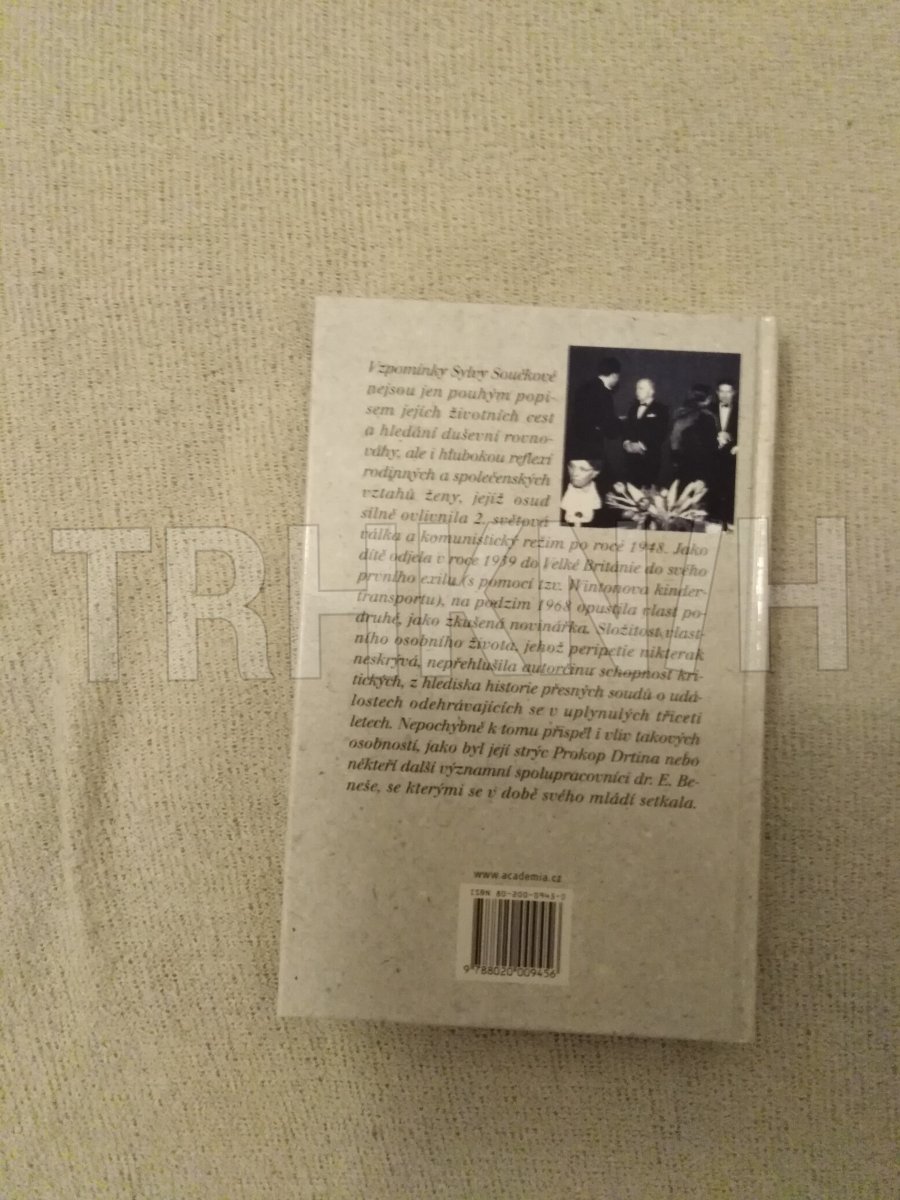 Vzpomínky Sylvy Součkové
nejsou jen pouhým popi-
sem jejích životních cest
a hledání duševní rovno-
váhy, ale i hlubokou reflexí
rodinných a společenských
vztahů ženy, jejíž osud
silně ovlivnila 2. světová
válka a komunistický režim po roce 1948. Jako
dítě odjela v roce 1939 do Velké Británie do svého
prvního exilu (s pomocí tzv. Wintonova kinder-
transportu), na podzim 1968 opustila vlast po-
druhé, jako zkušená novinářka. Složitost vlast-
ního osobního života, jehož peripetie nikterak
neskrývá, nepřehlušila autorčinu schopnost kri-
tických, z hlediska historie přesných soudů o udá-
lostech odehrávajících se v uplynulých třiceti
letech. Nepochybně k tomu přispěl i vliv takových
osobností, jako byl její strýc Prokop Drtina nebo
někteří další významní spolupracovníci dr. E. Be-
neše, se kterými se v době svého mládí setkala.
TRH KNIH
www.academia.cz
ISBN 80-200-0945-0
9 788020 009456